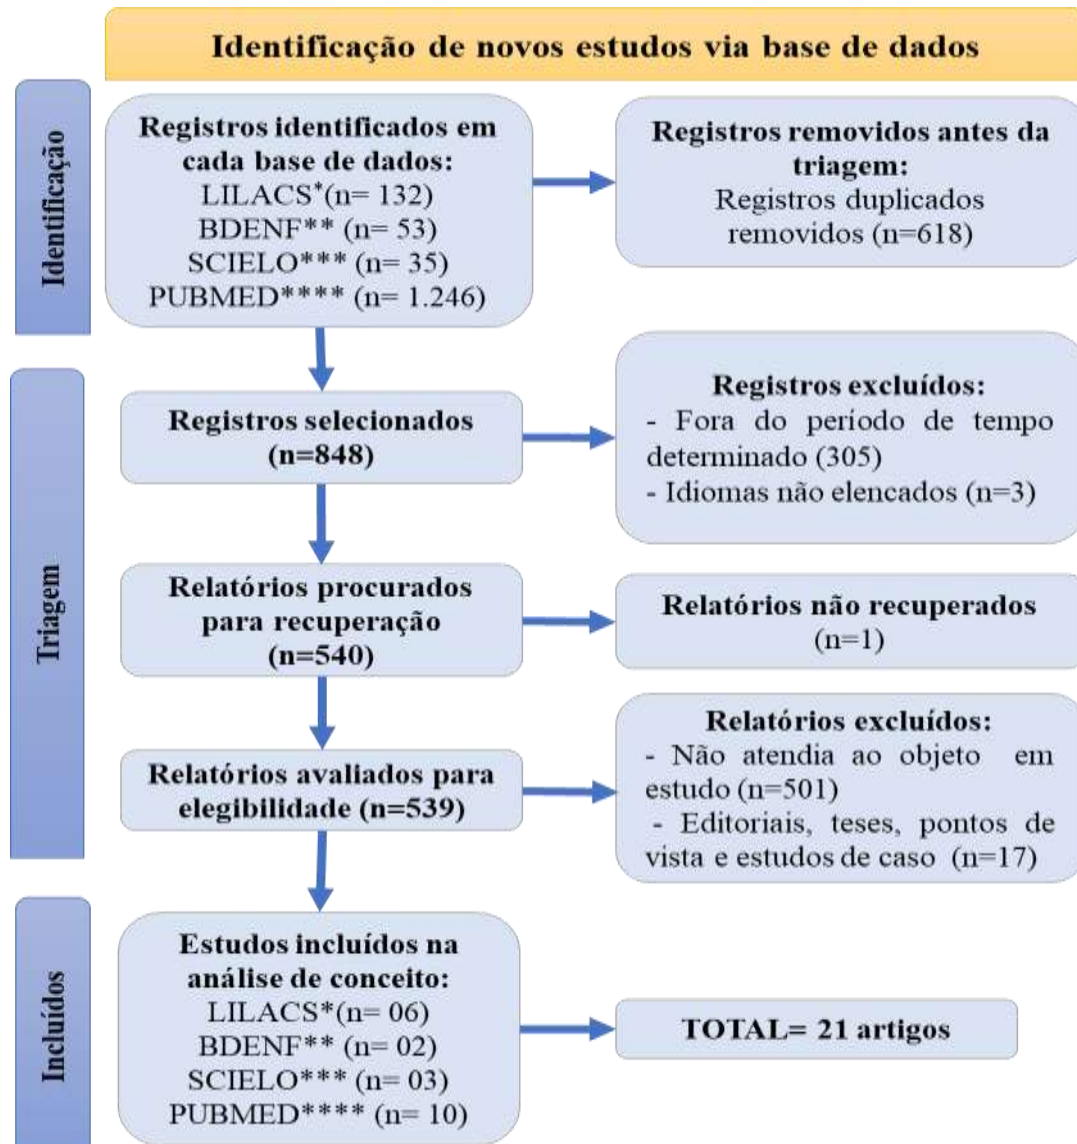 Identificação de novos estudos via base de dados
Identificação
Registros identificados em
cada base de dados:
LILACS*(n= 132)
BDENF** (n= 53)
SCIELO*** (n= 35)
PUBMED**** (n= 1.246)
Registros removidos antes da
triagem:
Registros duplicados
removidos (n=618)
Triagem
Registros selecionados
(n=848)
Registros excluídos:
- Fora do período de tempo
determinado (305)
- Idiomas não elencados (n=3)
Relatórios procurados
para recuperação
(n=540)
Relatórios não recuperados
(n=1)
Relatórios avaliados para
elegibilidade (n=539)
Relatórios excluídos:
- Não atendia ao objeto em
estudo (n=501)
- Editoriais, teses, pontos de
vista e estudos de caso (n=17)
Incluídos
Estudos incluídos na
análise de conceito:
LILACS*(n= 06)
BDENF** (n= 02)
SCIELO*** (n= 03)
PUBMED**** (n= 10)
TOTAL= 21 artigos